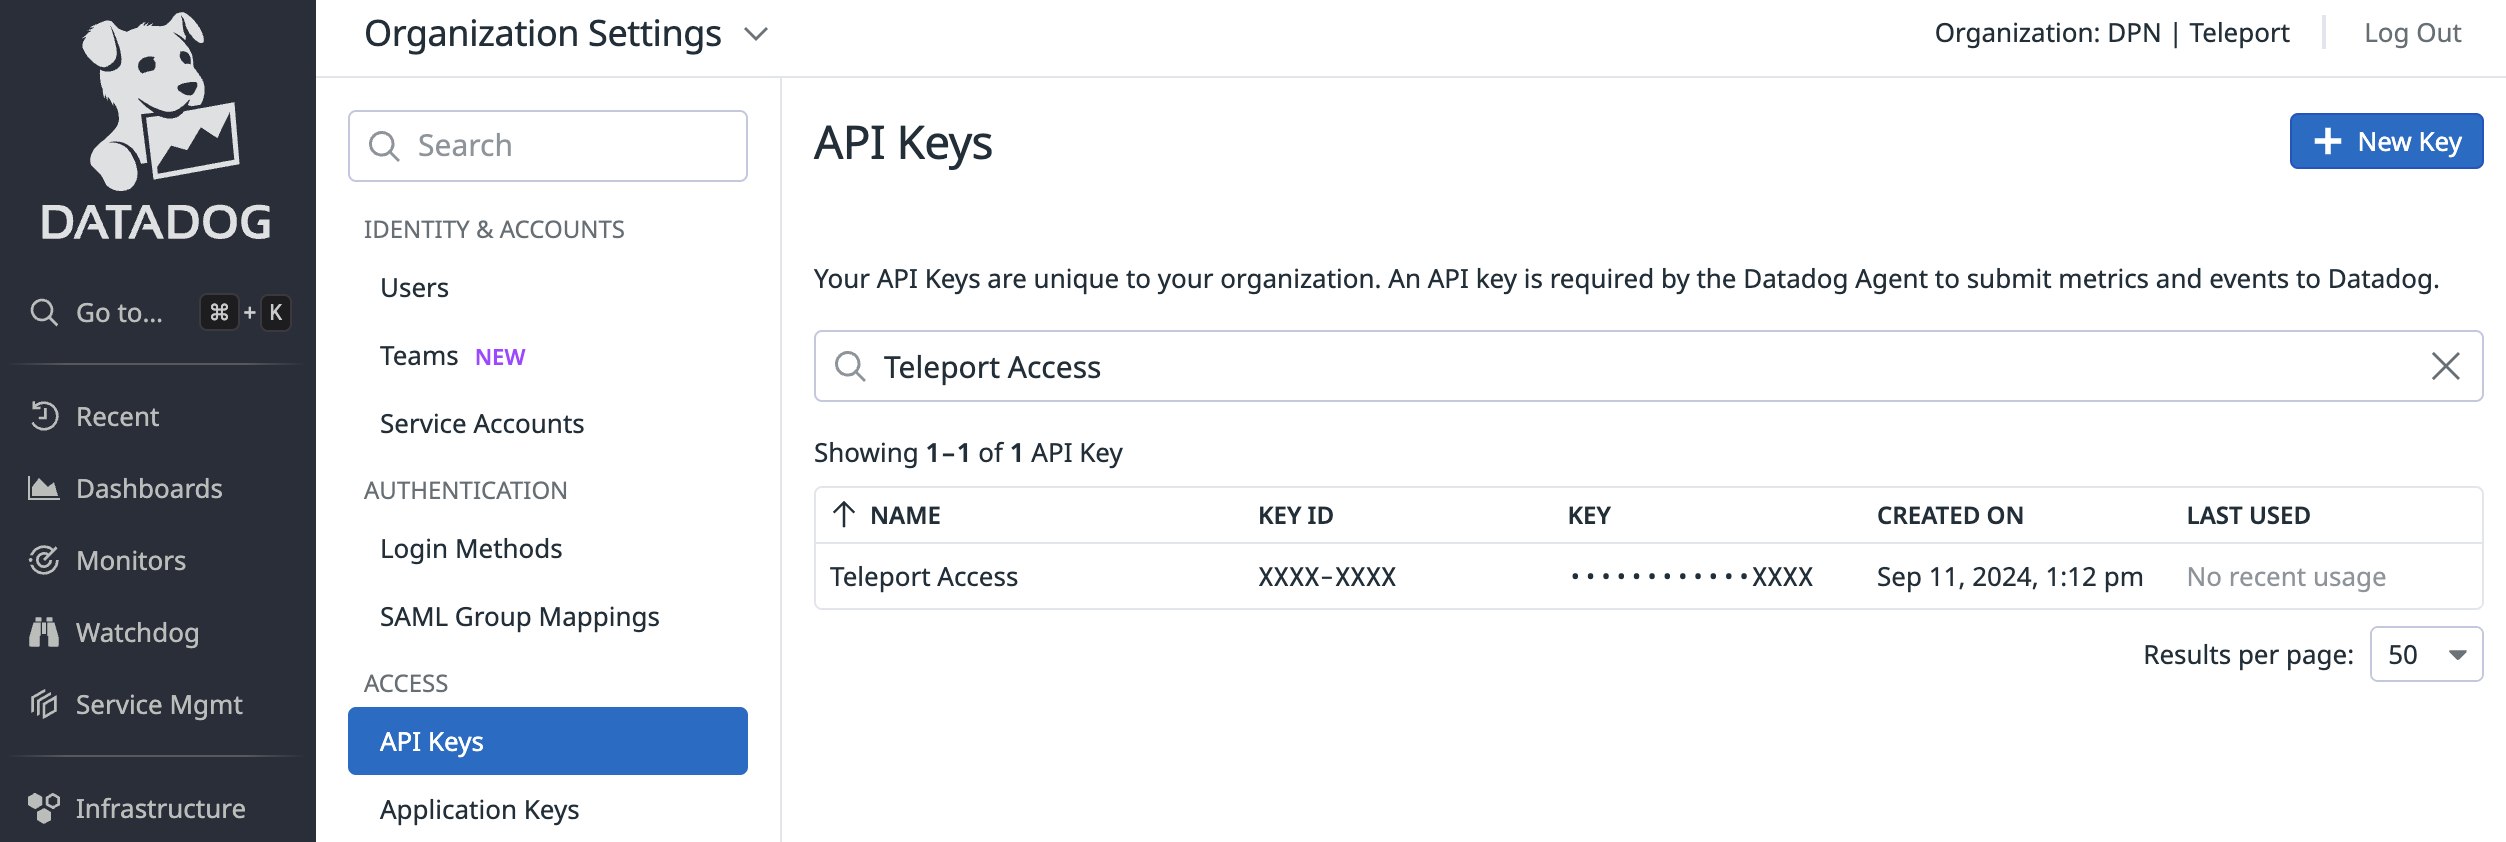 DATADOG
Go to... ⌘ + K
Recent
Dashboards
Monitors
Watchdog
Service Mgmt
Infrastructure
Organization Settings
Organization: DPN | Teleport
Log Out
Search
IDENTITY & ACCOUNTS
Users
Teams NEW
Service Accounts
AUTHENTICATION
Login Methods
SAML Group Mappings
ACCESS
API Keys
Application Keys
API Keys
New Key
Your API Keys are unique to your organization. An API key is required by the Datadog Agent to submit metrics and events to Datadog.
Teleport Access
Showing 1–1 of 1 API Key
NAME KEY ID KEY CREATED ON LAST USED
Teleport Access XXXX-XXXX ••••••••••••XXXX Sep 11, 2024, 1:12 pm No recent usage
Results per page: 50